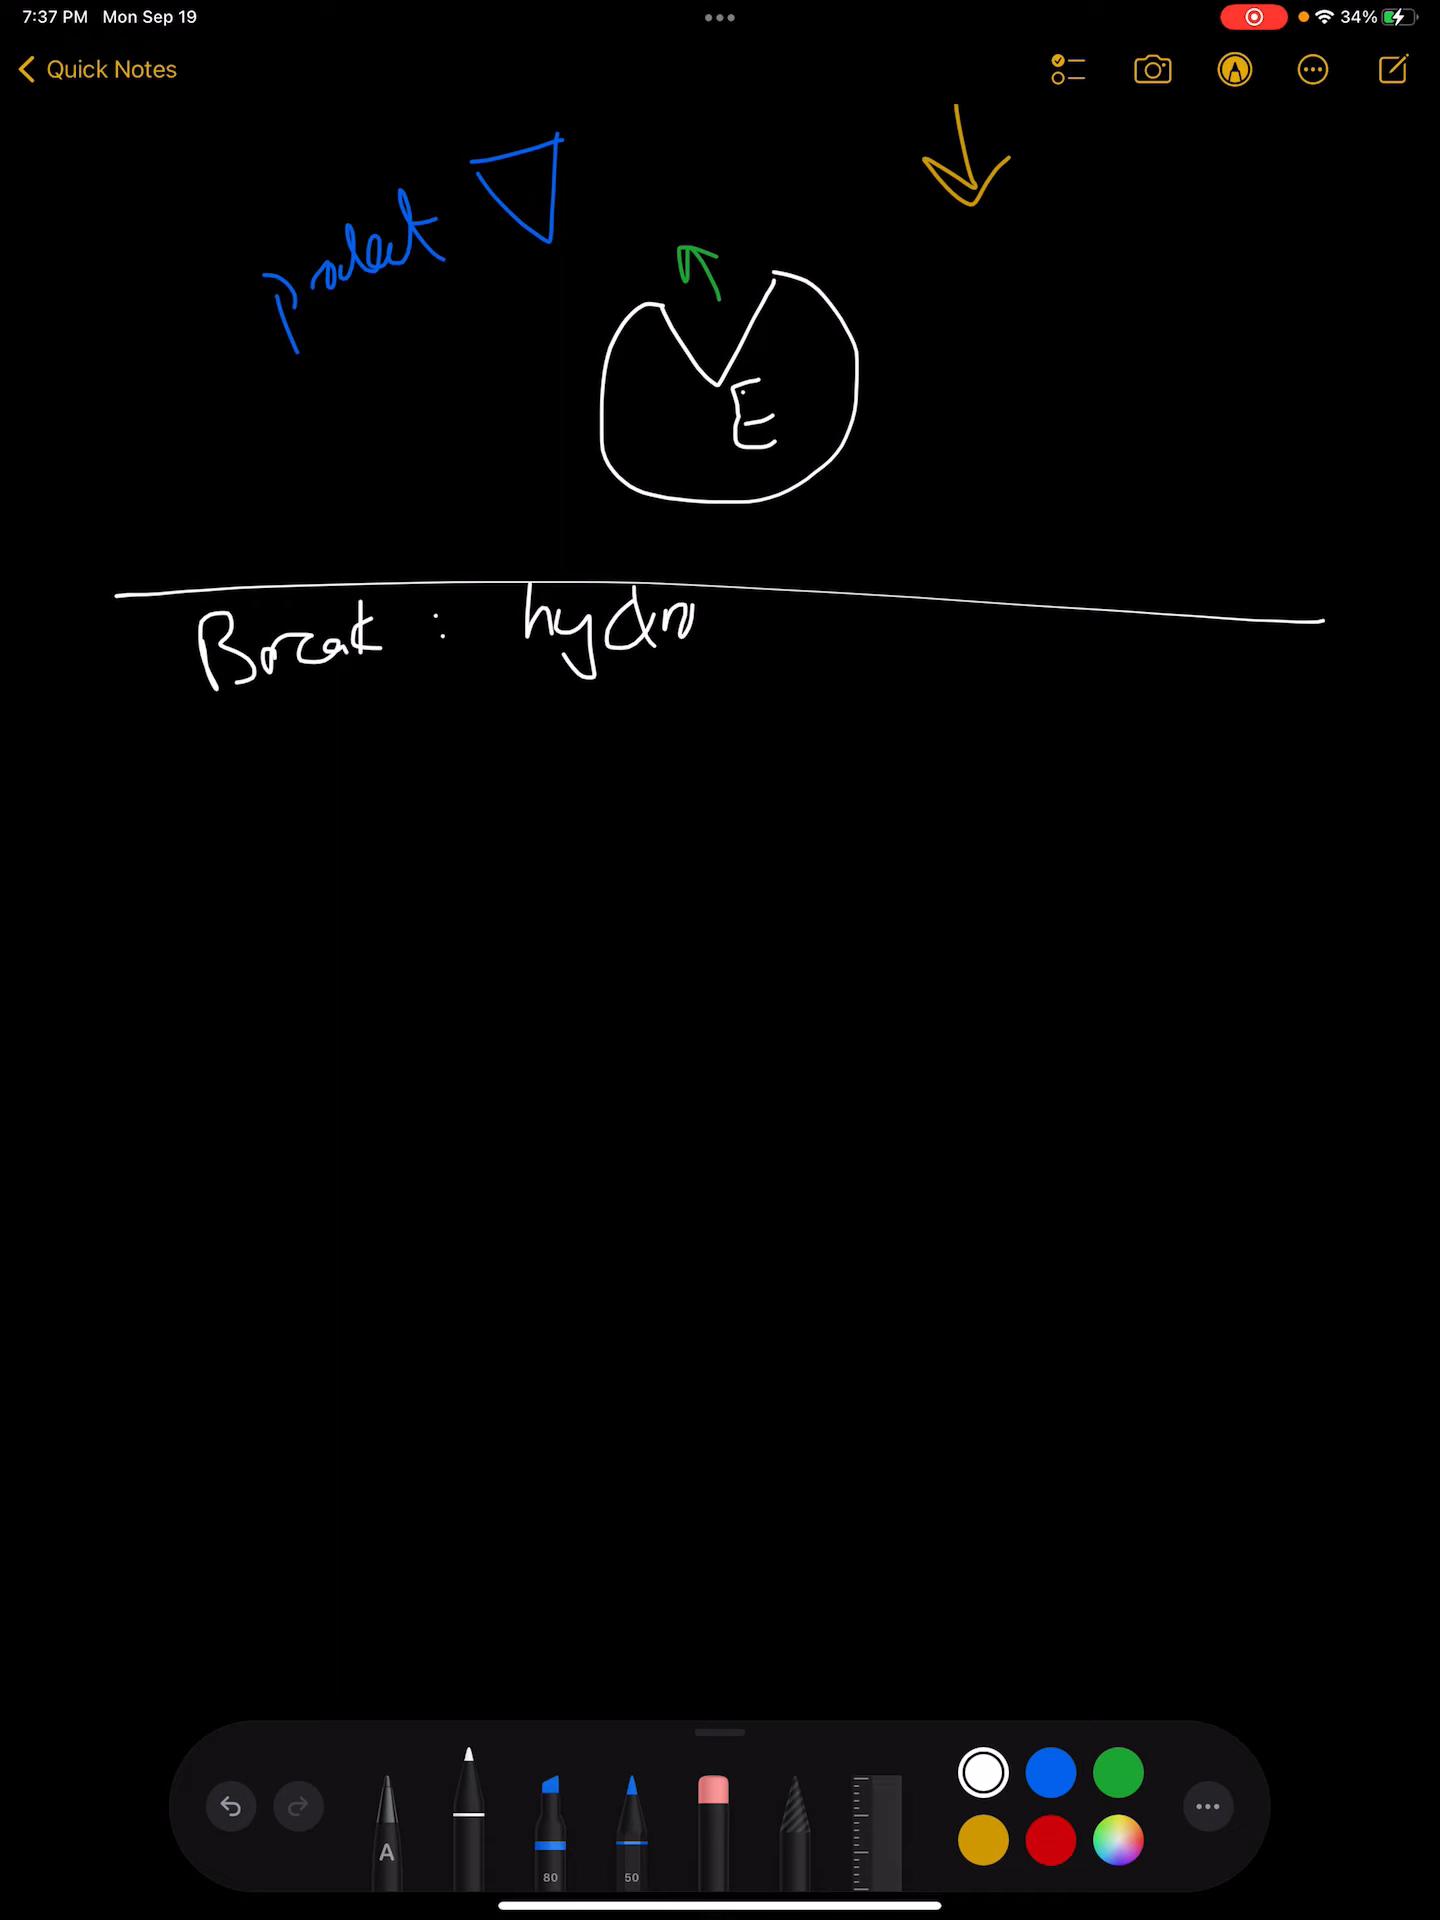 7:37 PM Mon Sep 19
34%
Quick Notes
product
E
Break : hydro
A
80
50